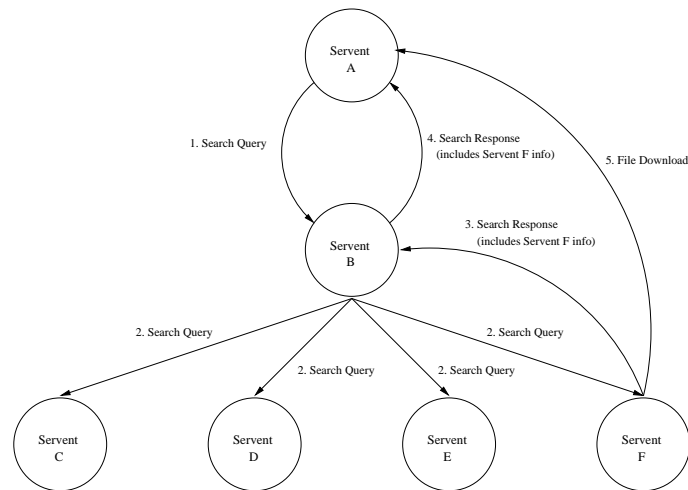 Servent
A
1. Search Query
4. Search Response
(includes Servent F info)
5. File Download
Servent
B
3. Search Response
(includes Servent F info)
2. Search Query
2. Search Query
2. Search Query
2. Search Query
Servent
C
Servent
D
Servent
E
Servent
F